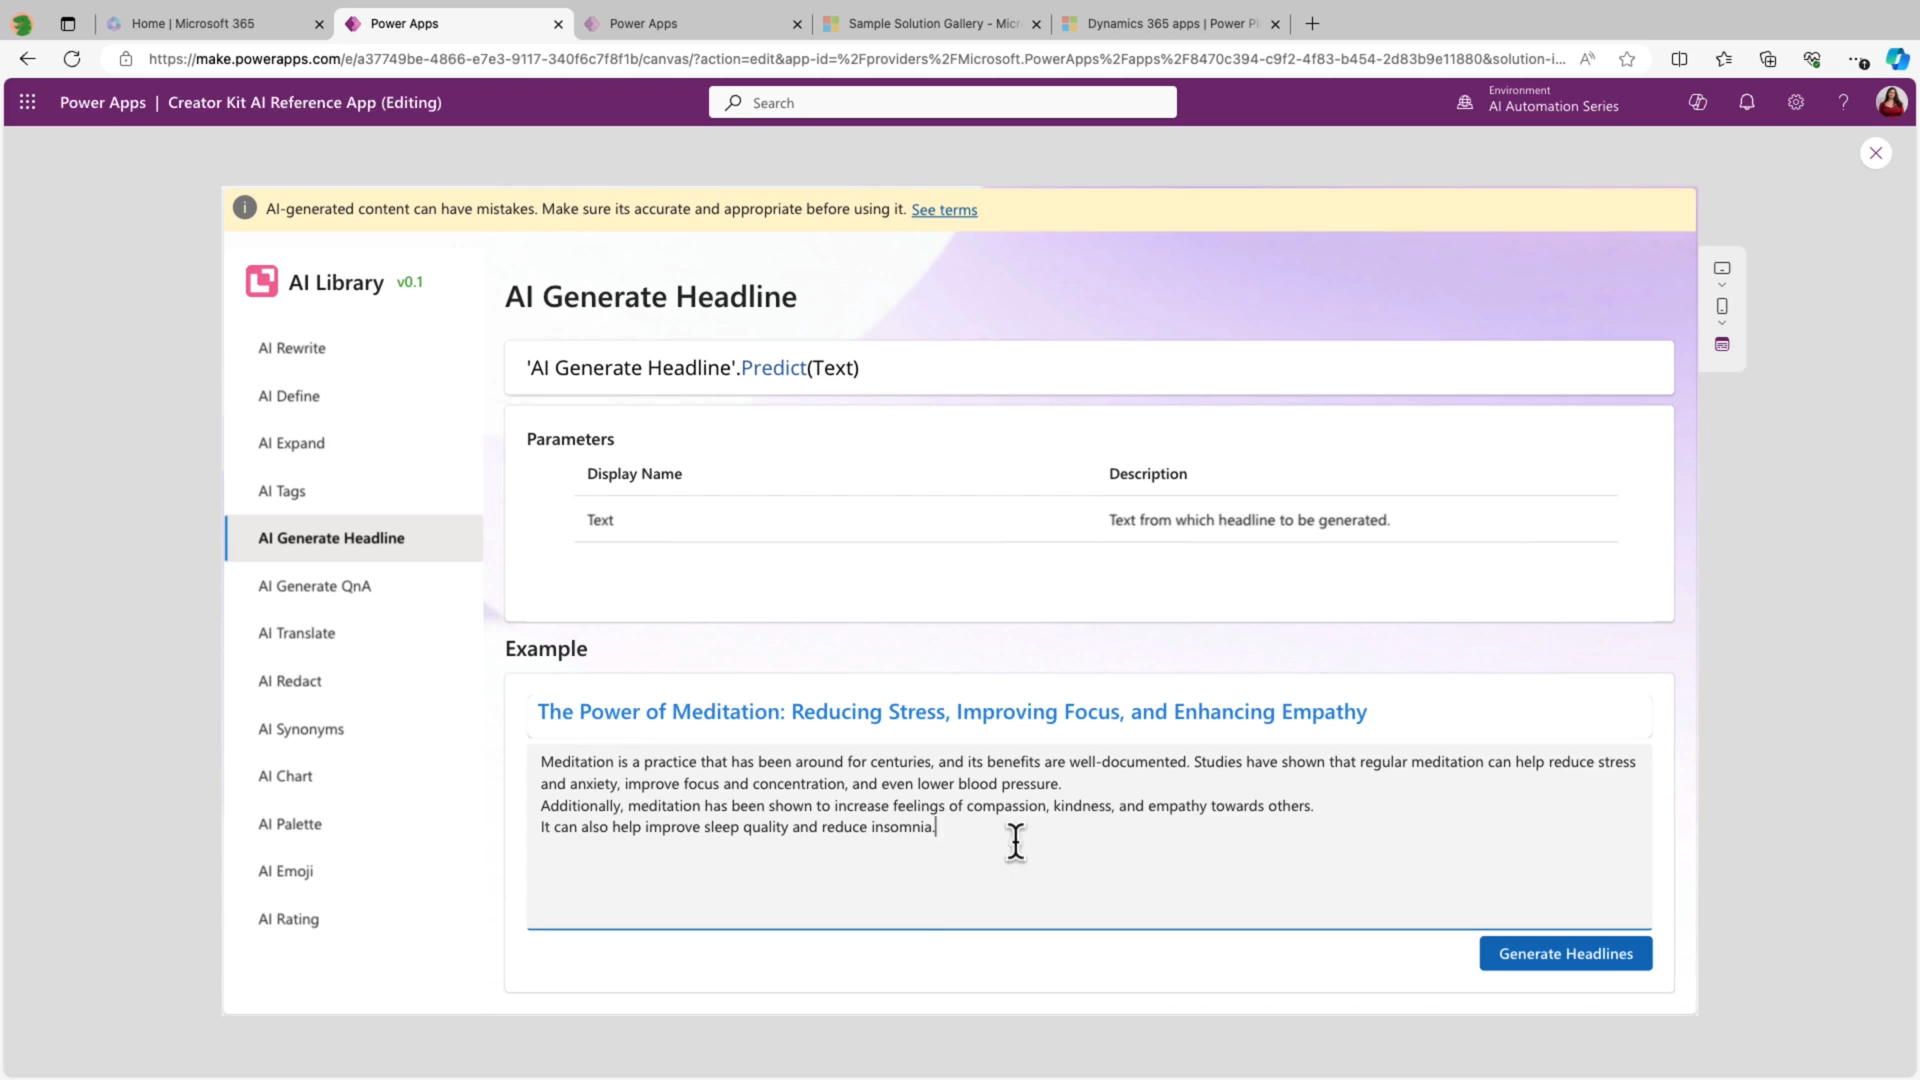 Home | Microsoft 365
Power Apps
Power Apps
Sample Solution Gallery - Micr
Dynamics 365 apps | Power Pl
https://make.powerapps.com/e/a37749be-4866-e7e3-9117-340f6c7f8f1b/canvas/?action=edit&app-id=%2Fproviders%2FMicrosoft.PowerApps%2Fapps%2F8470c394-c9f2-4f83-b454-2d83b9e11880&solution-i...
Power Apps | Creator Kit AI Reference App (Editing)
Search
Environment
AI Automation Series
AI-generated content can have mistakes. Make sure its accurate and appropriate before using it. See terms
AI Library v0.1
AI Rewrite
AI Define
AI Expand
AI Tags
AI Generate Headline
AI Generate QnA
AI Translate
AI Redact
AI Synonyms
AI Chart
AI Palette
AI Emoji
AI Rating
AI Generate Headline
'AI Generate Headline'.Predict(Text)
Parameters
Display Name Description
Text Text from which headline to be generated.
Example
The Power of Meditation: Reducing Stress, Improving Focus, and Enhancing Empathy
Meditation is a practice that has been around for centuries, and its benefits are well-documented. Studies have shown that regular meditation can help reduce stress
and anxiety, improve focus and concentration, and even lower blood pressure.
Additionally, meditation has been shown to increase feelings of compassion, kindness, and empathy towards others.
It can also help improve sleep quality and reduce insomnia.
Generate Headlines